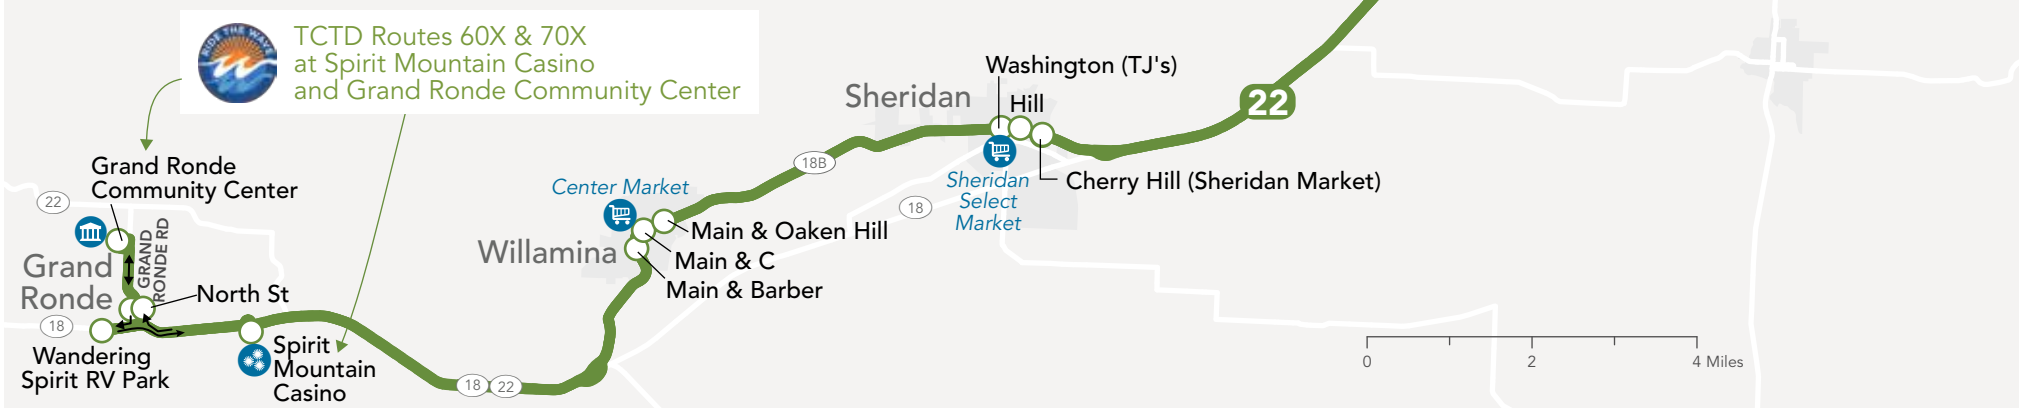 RIDE THE WAVE
TCTD Routes 60X & 70X
at Spirit Mountain Casino
and Grand Ronde Community Center
Washington (TJ's)
Sheridan
Hill
22
18B
Grand Ronde
Community Center
Center Market
Sheridan
Select
Market
Cherry Hill (Sheridan Market)
22
18
Main & Oaken Hill
GRAND
RONDE RD
Willamina
Main & C
Grand
Ronde
North St
Main & Barber
18
Wandering
Spirit RV Park
Spirit
Mountain
Casino
18
22
0
2
4 Miles